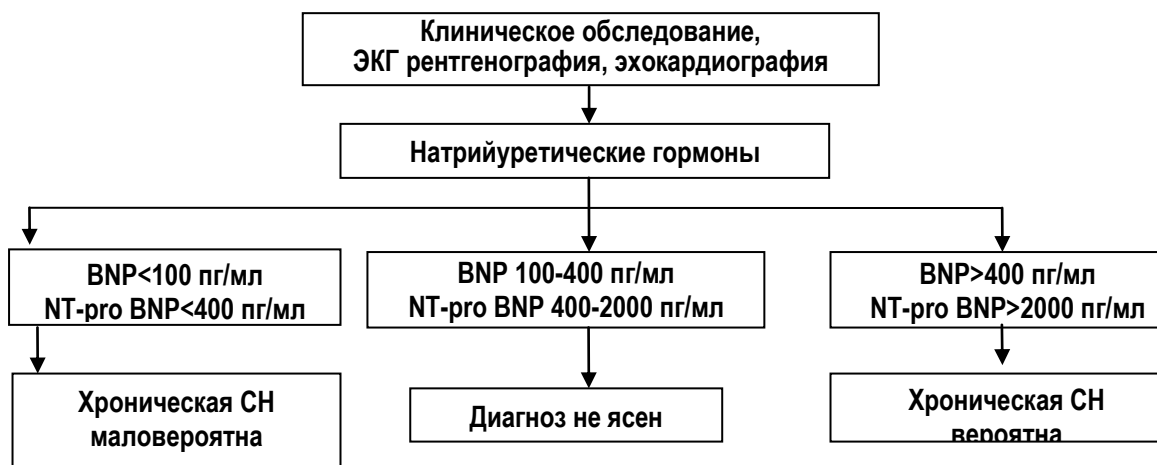 Клиническое обследование,
ЭКГ рентгенография, эхокардиография
Натрийуретические гормоны
BNP<100 пг/мл
NT-pro BNP<400 пг/мл
BNP 100-400 пг/мл
NT-pro BNP 400-2000 пг/мл
BNP>400 пг/мл
NT-pro BNP>2000 пг/мл
Хроническая СН
маловероятна
Диагноз не ясен
Хроническая СН
вероятна